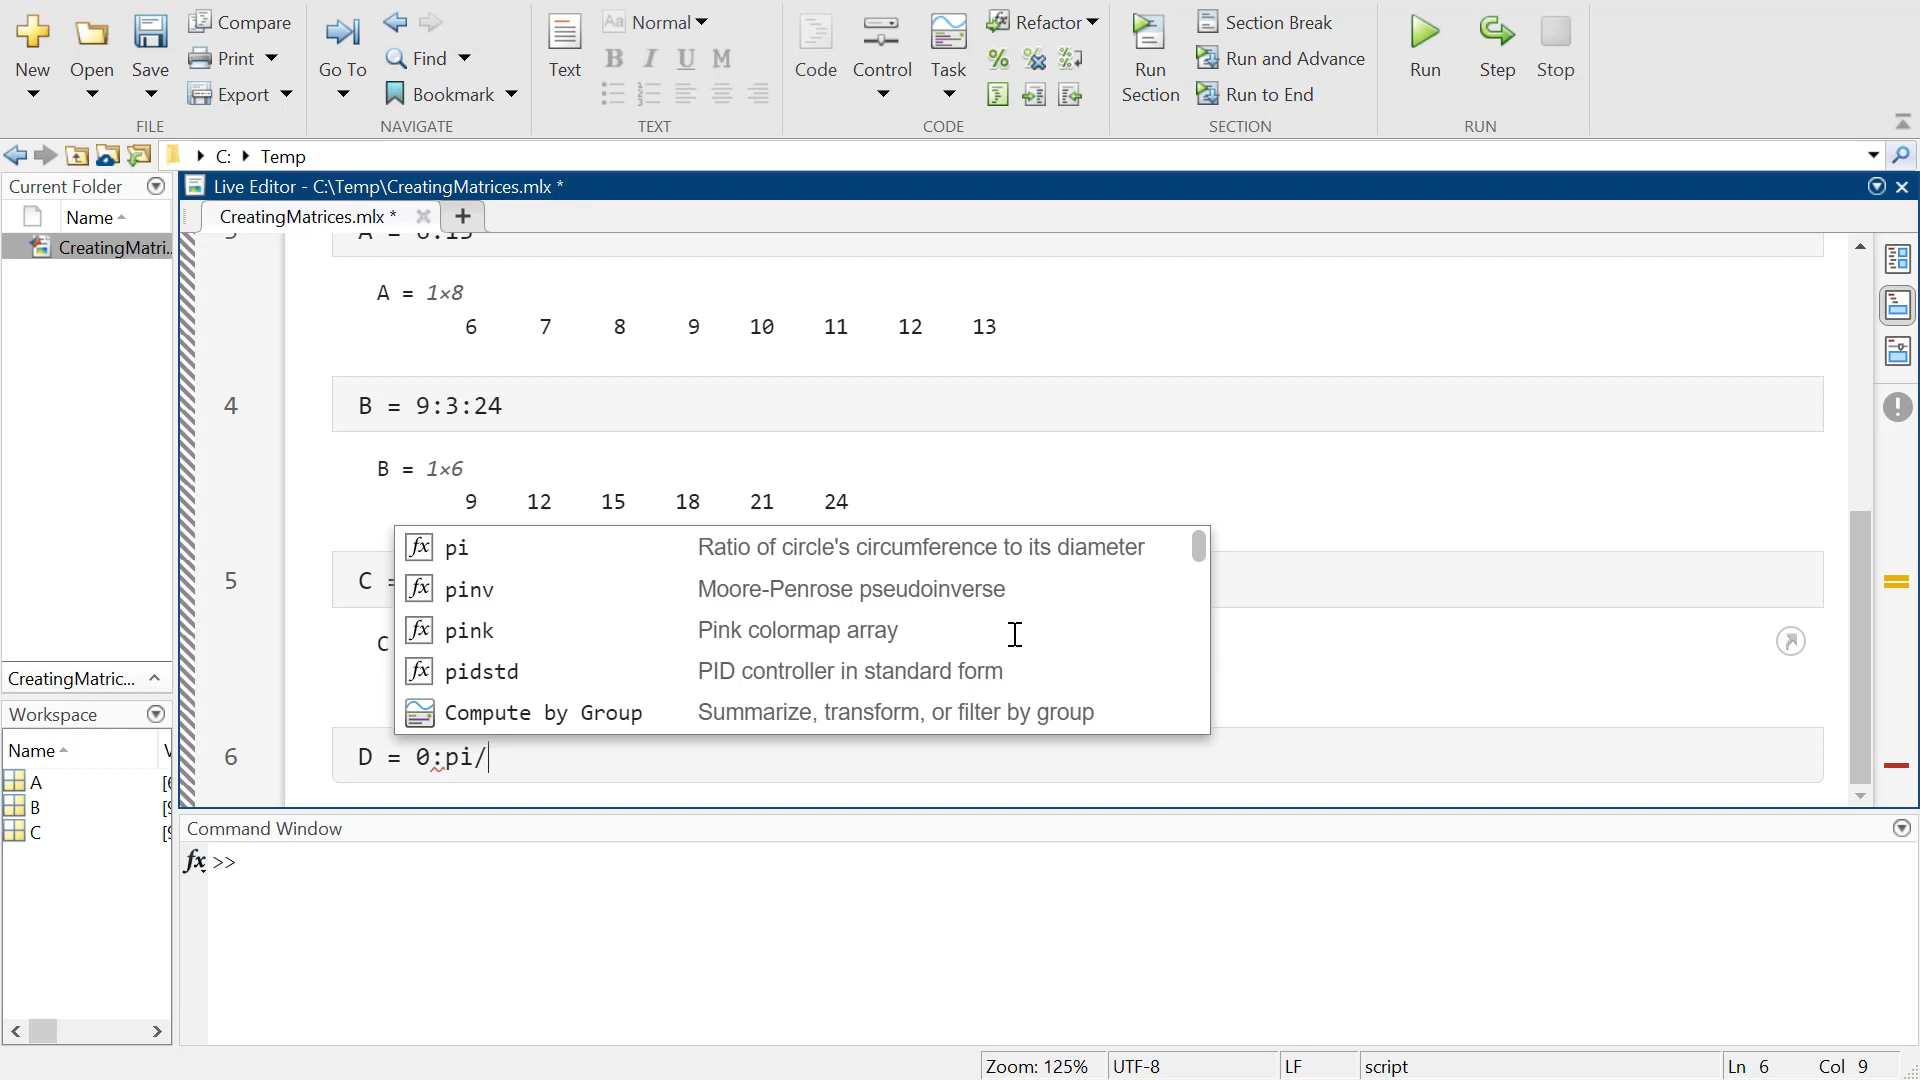 New
Open
Save
Compare
Print
Export
FILE
Go To
Find
Bookmark
NAVIGATE
Text
Aa Normal
B I U M
TEXT
Code
Control
Task
Refactor
CODE
Run
Section
Section Break
Run and Advance
Run to End
SECTION
Run
Step
Stop
RUN
C:
Temp
Current Folder
Name
CreatingMatri...
Live Editor - C:\Temp\CreatingMatrices.mlx *
CreatingMatrices.mlx *
A = 1×8
6 7 8 9 10 11 12 13
4
B = 9:3:24
B = 1×6
9 12 15 18 21 24
5
C =
C
pi Ratio of circle's circumference to its diameter
pinv Moore-Penrose pseudoinverse
pink Pink colormap array
pidstd PID controller in standard form
Compute by Group Summarize, transform, or filter by group
6
D = 0:pi/
CreatingMatric...
Workspace
Name
A
B
C
Command Window
fx >>
Zoom: 125%
UTF-8
LF
script
Ln 6
Col 9